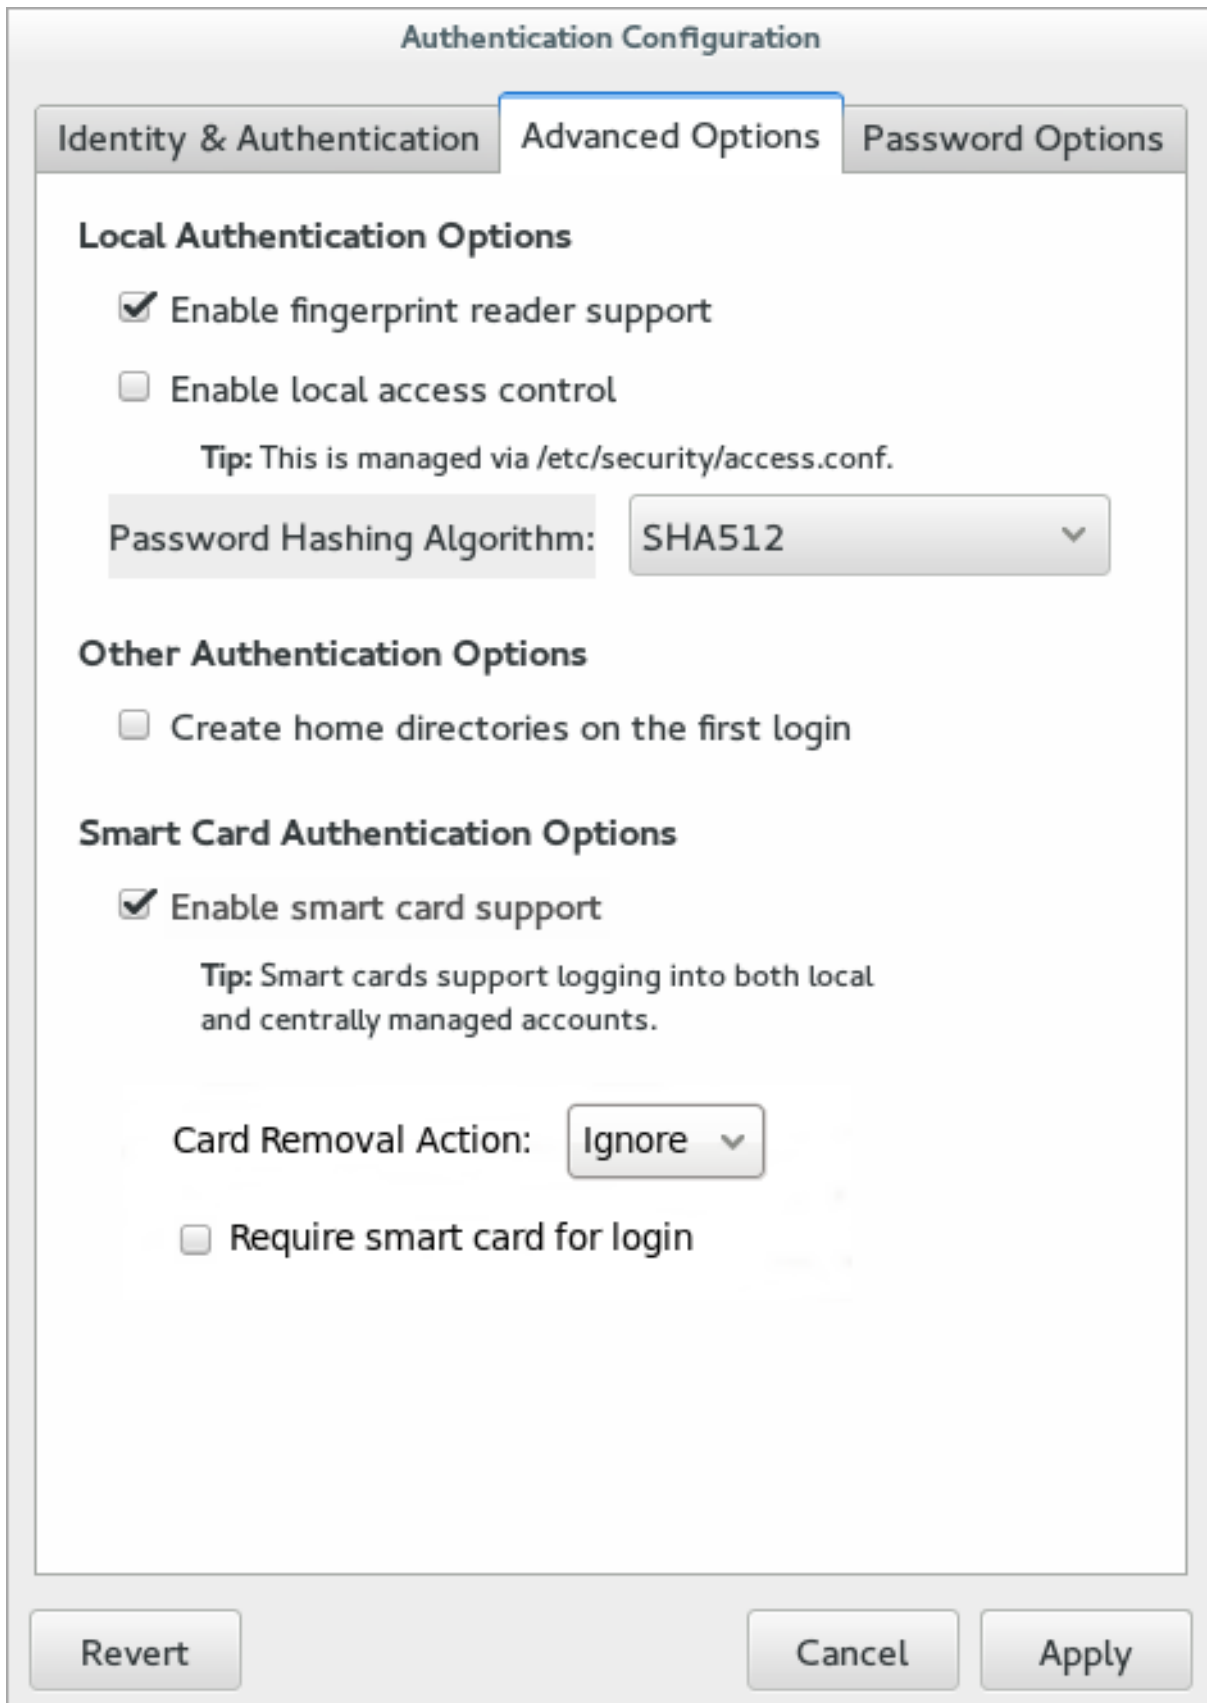 Authentication Configuration
Identity & Authentication
Advanced Options
Password Options
Local Authentication Options
Enable fingerprint reader support
Enable local access control
Tip: This is managed via /etc/security/access.conf.
Password Hashing Algorithm:
SHA512
Other Authentication Options
Create home directories on the first login
Smart Card Authentication Options
Enable smart card support
Tip: Smart cards support logging into both local
and centrally managed accounts.
Card Removal Action:
Ignore
Require smart card for login
Revert
Cancel
Apply